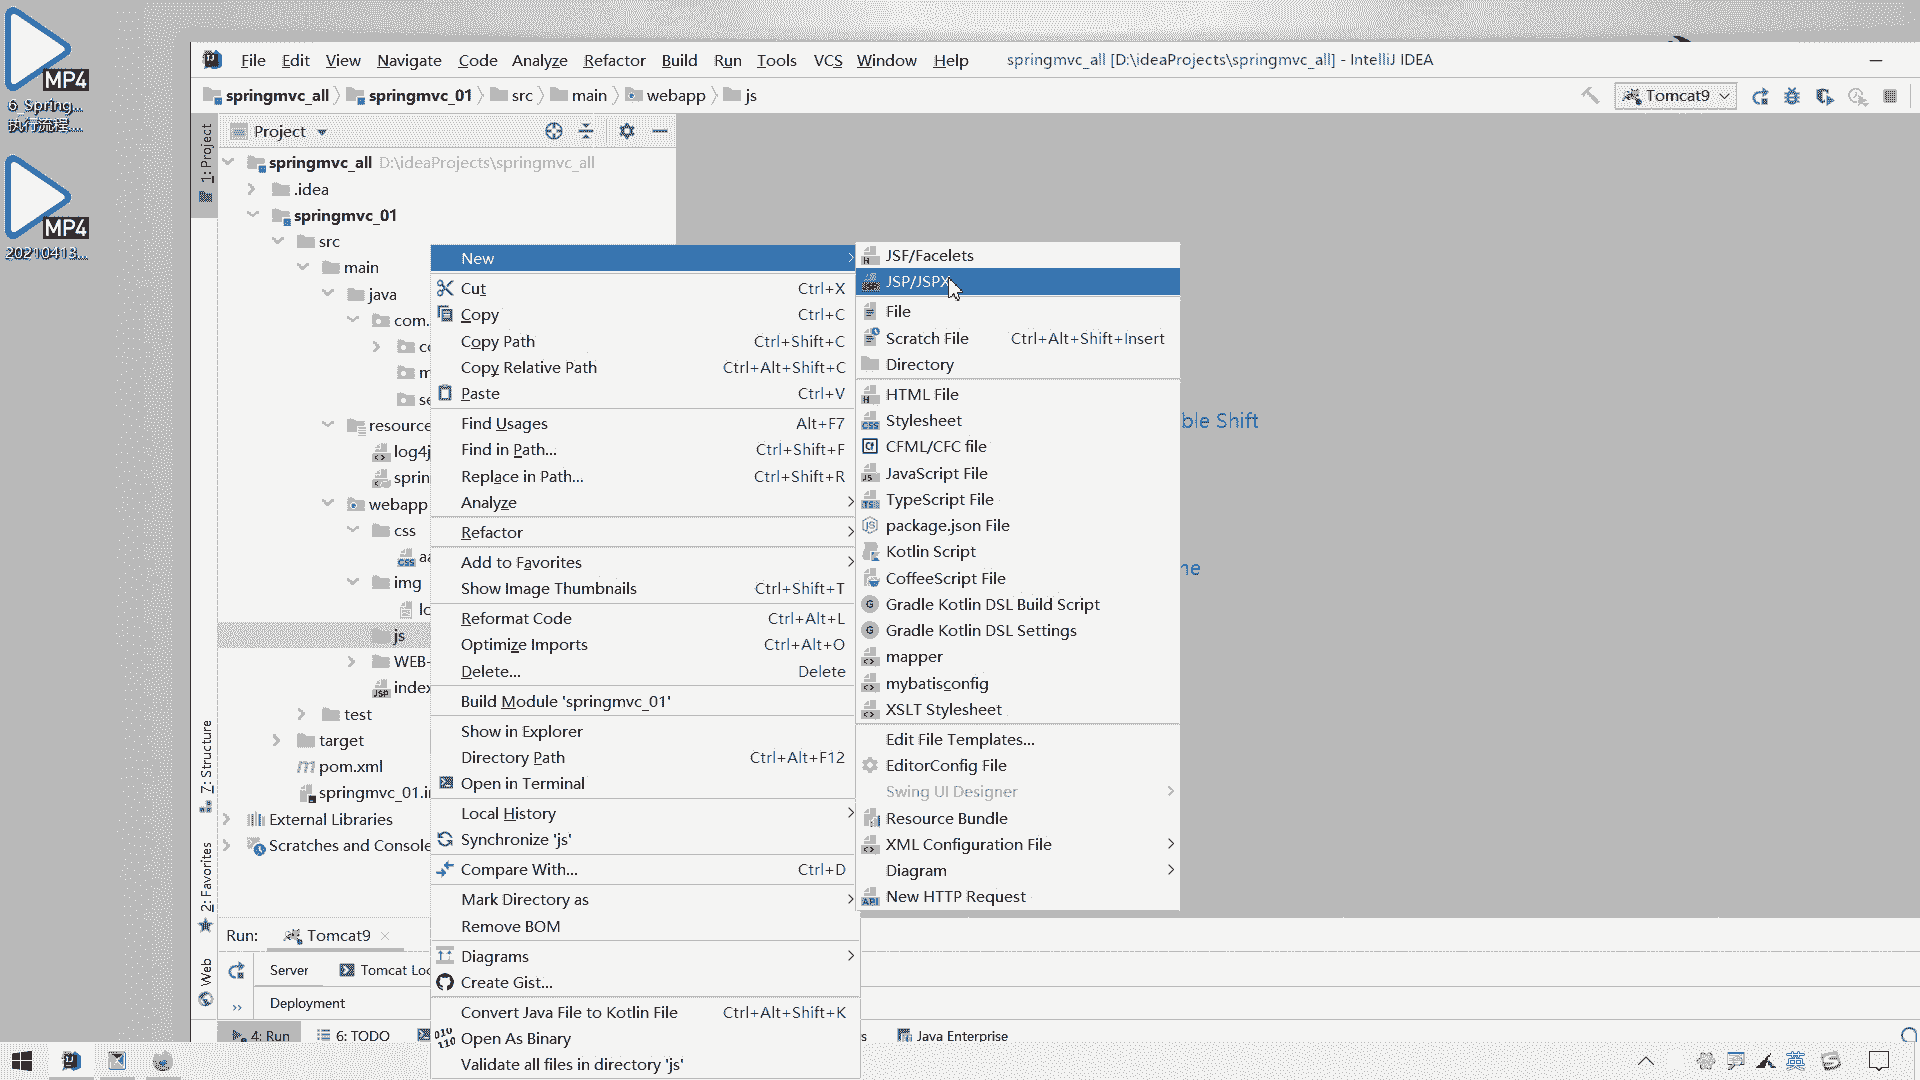 MP4
6_Spring...
执行流程....
MP4
20210413...
File Edit View Navigate Code Analyze Refactor Build Run Tools VCS Window Help springmvc_all [D:\ideaProjects\springmvc_all] - IntelliJ IDEA
springmvc_all springmvc_01 src main webapp js
Tomcat9
1: Project
Z: Structure
2: Favorites
Web
Project
springmvc_all D:\ideaProjects\springmvc_all
.idea
springmvc_01
src
main
java
com.
resource
log4j
sprin
webapp
css
img
js
WEB-
index
test
target
pom.xml
springmvc_01.i
External Libraries
Scratches and Console
New
Cut Ctrl+X
Copy Ctrl+C
Copy Path Ctrl+Shift+C
Copy Relative Path Ctrl+Alt+Shift+C
Paste Ctrl+V
Find Usages Alt+F7
Find in Path... Ctrl+Shift+F
Replace in Path... Ctrl+Shift+R
Analyze
Refactor
Add to Favorites
Show Image Thumbnails Ctrl+Shift+T
Reformat Code Ctrl+Alt+L
Optimize Imports Ctrl+Alt+O
Delete... Delete
Build Module 'springmvc_01'
Show in Explorer
Directory Path Ctrl+Alt+F12
Open in Terminal
Local History
Synchronize 'js'
Compare With... Ctrl+D
Mark Directory as
Remove BOM
Diagrams
Create Gist...
Convert Java File to Kotlin File Ctrl+Alt+Shift+K
Open As Binary
Validate all files in directory 'js'
JSF/Facelets
JSP/JSPX
File
Scratch File Ctrl+Alt+Shift+Insert
Directory
HTML File
Stylesheet
CFML/CFC file
JavaScript File
TypeScript File
package.json File
Kotlin Script
CoffeeScript File
Gradle Kotlin DSL Build Script
Gradle Kotlin DSL Settings
mapper
mybatisconfig
XSLT Stylesheet
Edit File Templates...
EditorConfig File
Swing UI Designer
Resource Bundle
XML Configuration File
Diagram
New HTTP Request
ble Shift
me
Run: Tomcat9
Server Tomcat Loc
Deployment
4: Run 6: TODO
s Java Enterprise
英